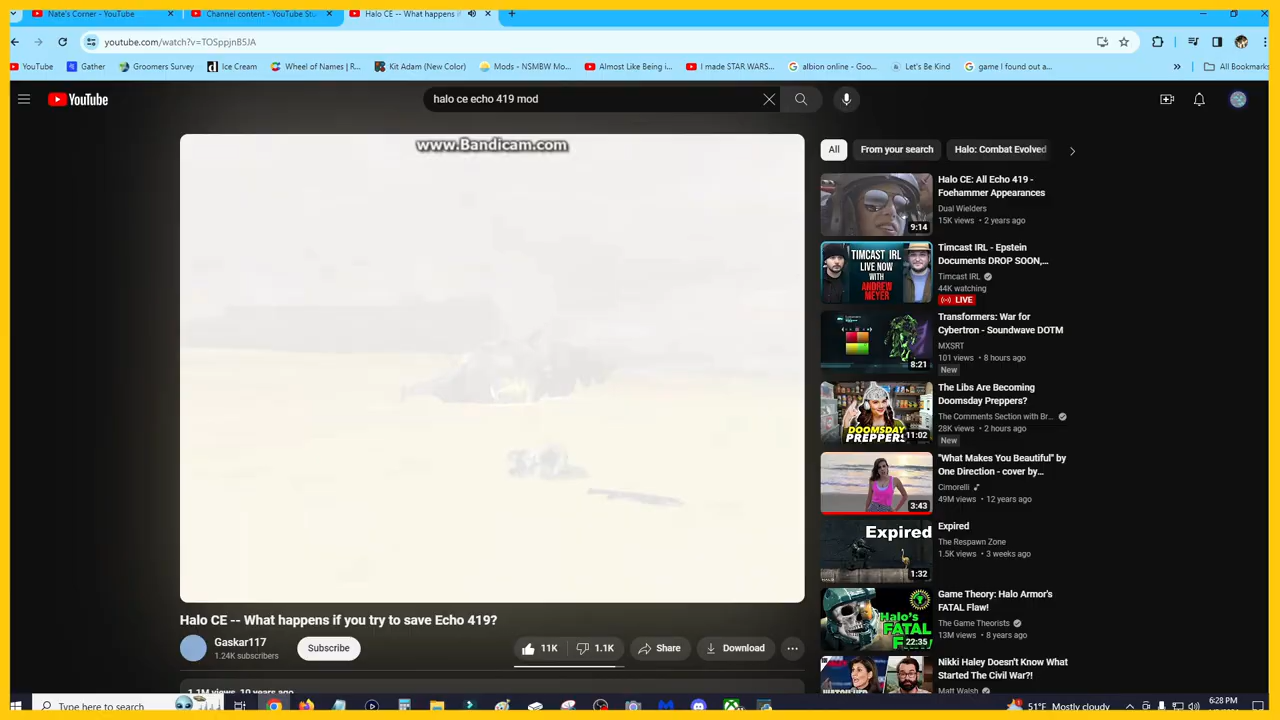 Nate's Corner - YouTube
Channel content - YouTube Stu
Halo CE -- What happens if
youtube.com/watch?v=TOSppjnB5JA
YouTube
Gather
Groomers Survey
Ice Cream
Wheel of Names | R...
Kit Adam (New Color)
Mods - NSMBW Mo...
Almost Like Being i...
I made STAR WARS...
albion online - Goo...
Let's Be Kind
game I found out a...
All Bookmarks
YouTube
halo ce echo 419 mod
www.Bandicam.com
All
From your search
Halo: Combat Evolved
Halo CE: All Echo 419 -
Foehammer Appearances
Dual Wielders
15K views • 2 years ago
9:14
TIMCAST IRL
LIVE NOW
WITH
ANDREW
MEYER
Timcast IRL - Epstein
Documents DROP SOON,...
Timcast IRL
44K watching
LIVE
Transformers: War for
Cybertron - Soundwave DOTM
MXSRT
101 views • 8 hours ago
New
8:21
DOOMSDAY
PREPPERS
11:02
The Libs Are Becoming
Doomsday Preppers?
The Comments Section with Br...
28K views • 2 hours ago
New
"What Makes You Beautiful" by
One Direction - cover by...
Cimorelli
49M views • 12 years ago
3:43
Expired
1:32
Expired
The Respawn Zone
1.5K views • 3 weeks ago
Halo's
FATAL
22:35
Game Theory: Halo Armor's
FATAL Flaw!
The Game Theorists
13M views • 8 years ago
Nikki Haley Doesn't Know What
Started The Civil War?!
Matt Walsh
Halo CE -- What happens if you try to save Echo 419?
Gaskar117
1.24K subscribers
Subscribe
11K
1.1K
Share
Download
1.1M views 10 years ago
Type here to search
51°F Mostly cloudy
6:28 PM